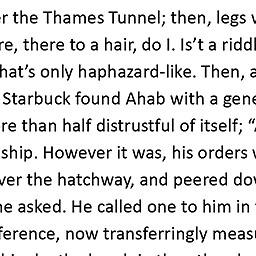 er the Thames Tunnel; then, legs
re, there to a hair, do I. Is’t a riddl
hat’s only haphazard-like. Then, a
Starbuck found Ahab with a gene
re than half distrustful of itself; “
ship. However it was, his orders
ver the hatchway, and peered do
he asked. He called one to him in
ference, now transferringly meas